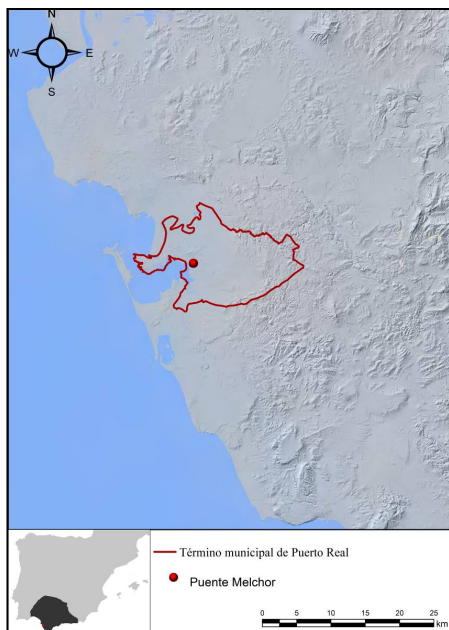 N
W E
S
Término municipal de Puerto Real
Puente Melchor
0 5 10 15 20 25
km